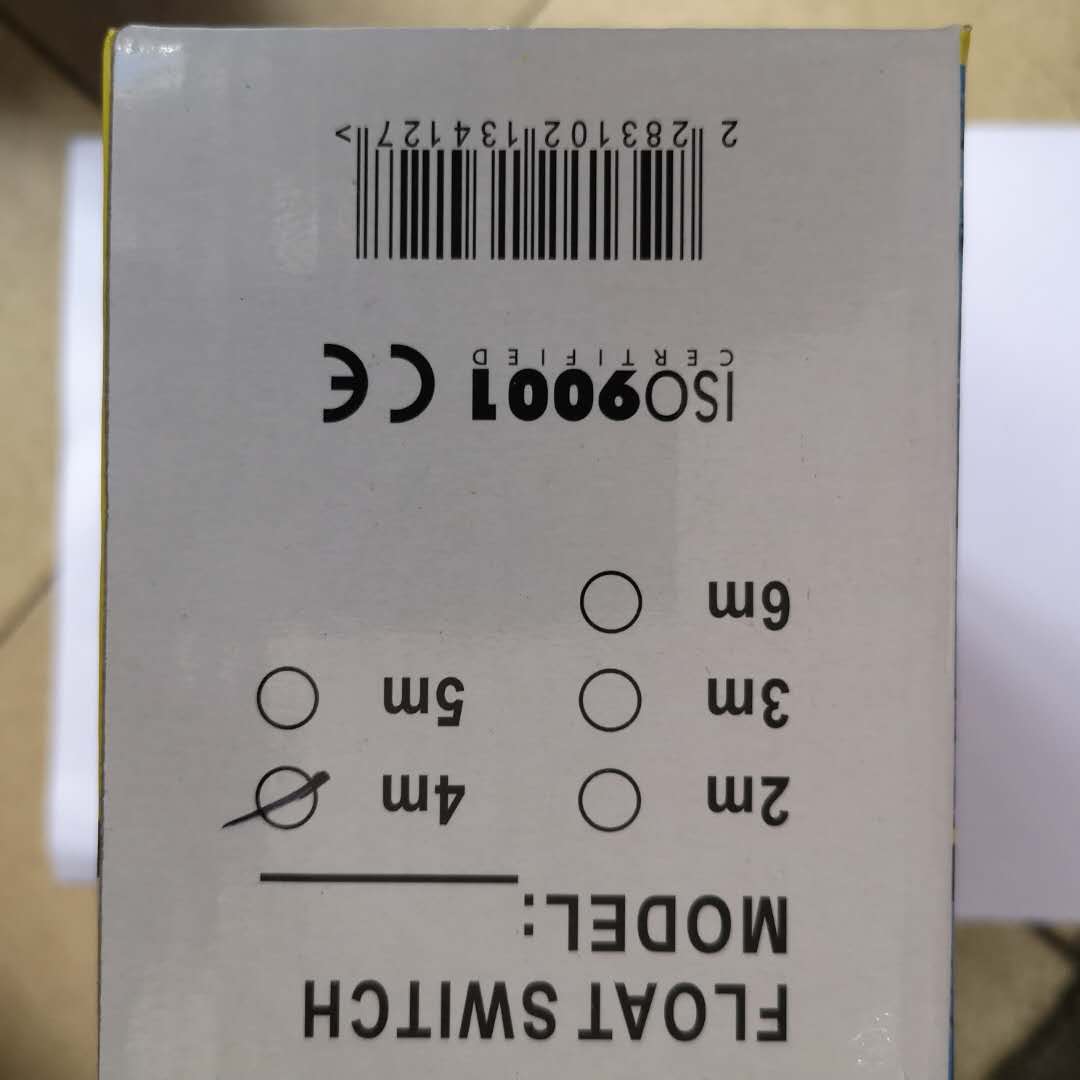 FLOAT SWITCH
MODEL:
2m 4m
3m 5m
6m
ISO9001 CE
CERTIFIED
2 283102 134127 >